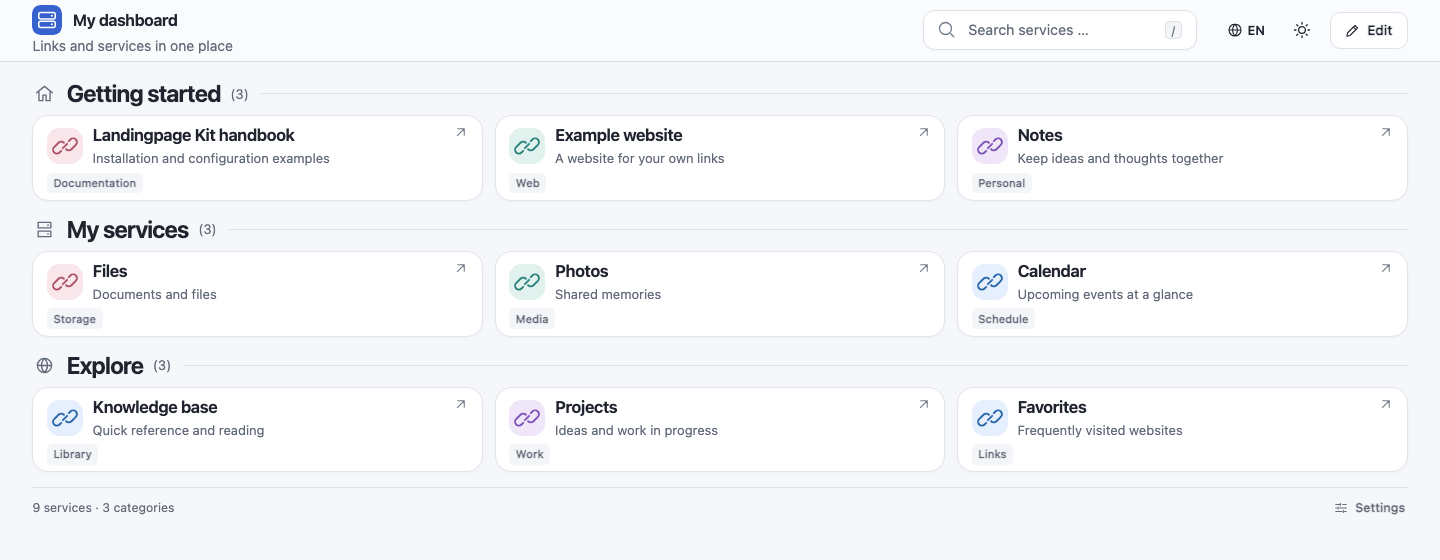 My dashboard
Links and services in one place
Search services ...
/
EN
Edit
Getting started (3)
Landingpage Kit handbook
Installation and configuration examples
Documentation
Example website
A website for your own links
Web
Notes
Keep ideas and thoughts together
Personal
My services (3)
Files
Documents and files
Storage
Photos
Shared memories
Media
Calendar
Upcoming events at a glance
Schedule
Explore (3)
Knowledge base
Quick reference and reading
Library
Projects
Ideas and work in progress
Work
Favorites
Frequently visited websites
Links
9 services · 3 categories
Settings